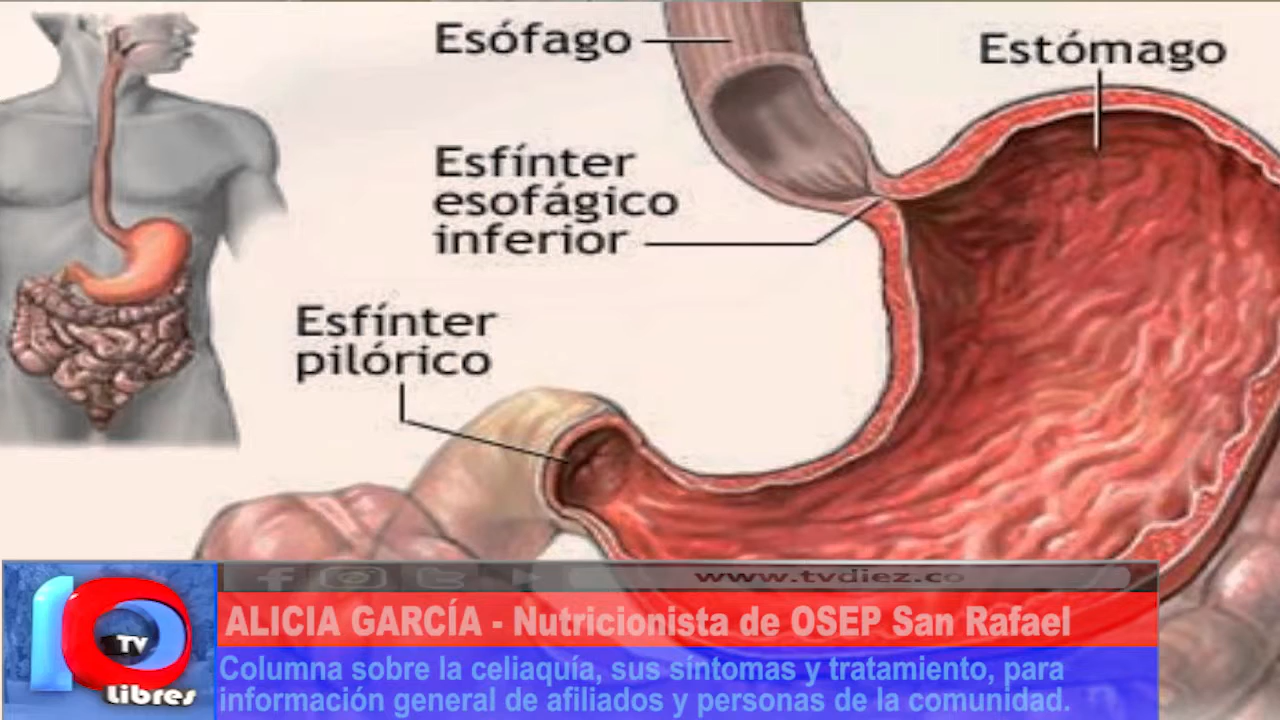 Esófago
Estómago
Esfínter
esofágico
inferior
Esfínter
pilórico
www.tvdiez.co
10
TV
Libres
ALICIA GARCÍA - Nutricionista de OSEP San Rafael
Columna sobre la celiaquía, sus síntomas y tratamiento, para
información general de afiliados y personas de la comunidad.